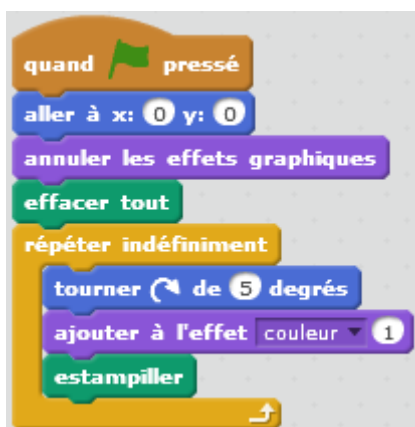 quand pressé
aller à x: 0 y: 0
annuler les effets graphiques
effacer tout
répéter indéfiniment
tourner de 5 degrés
ajouter à l'effet couleur 1
estampiller